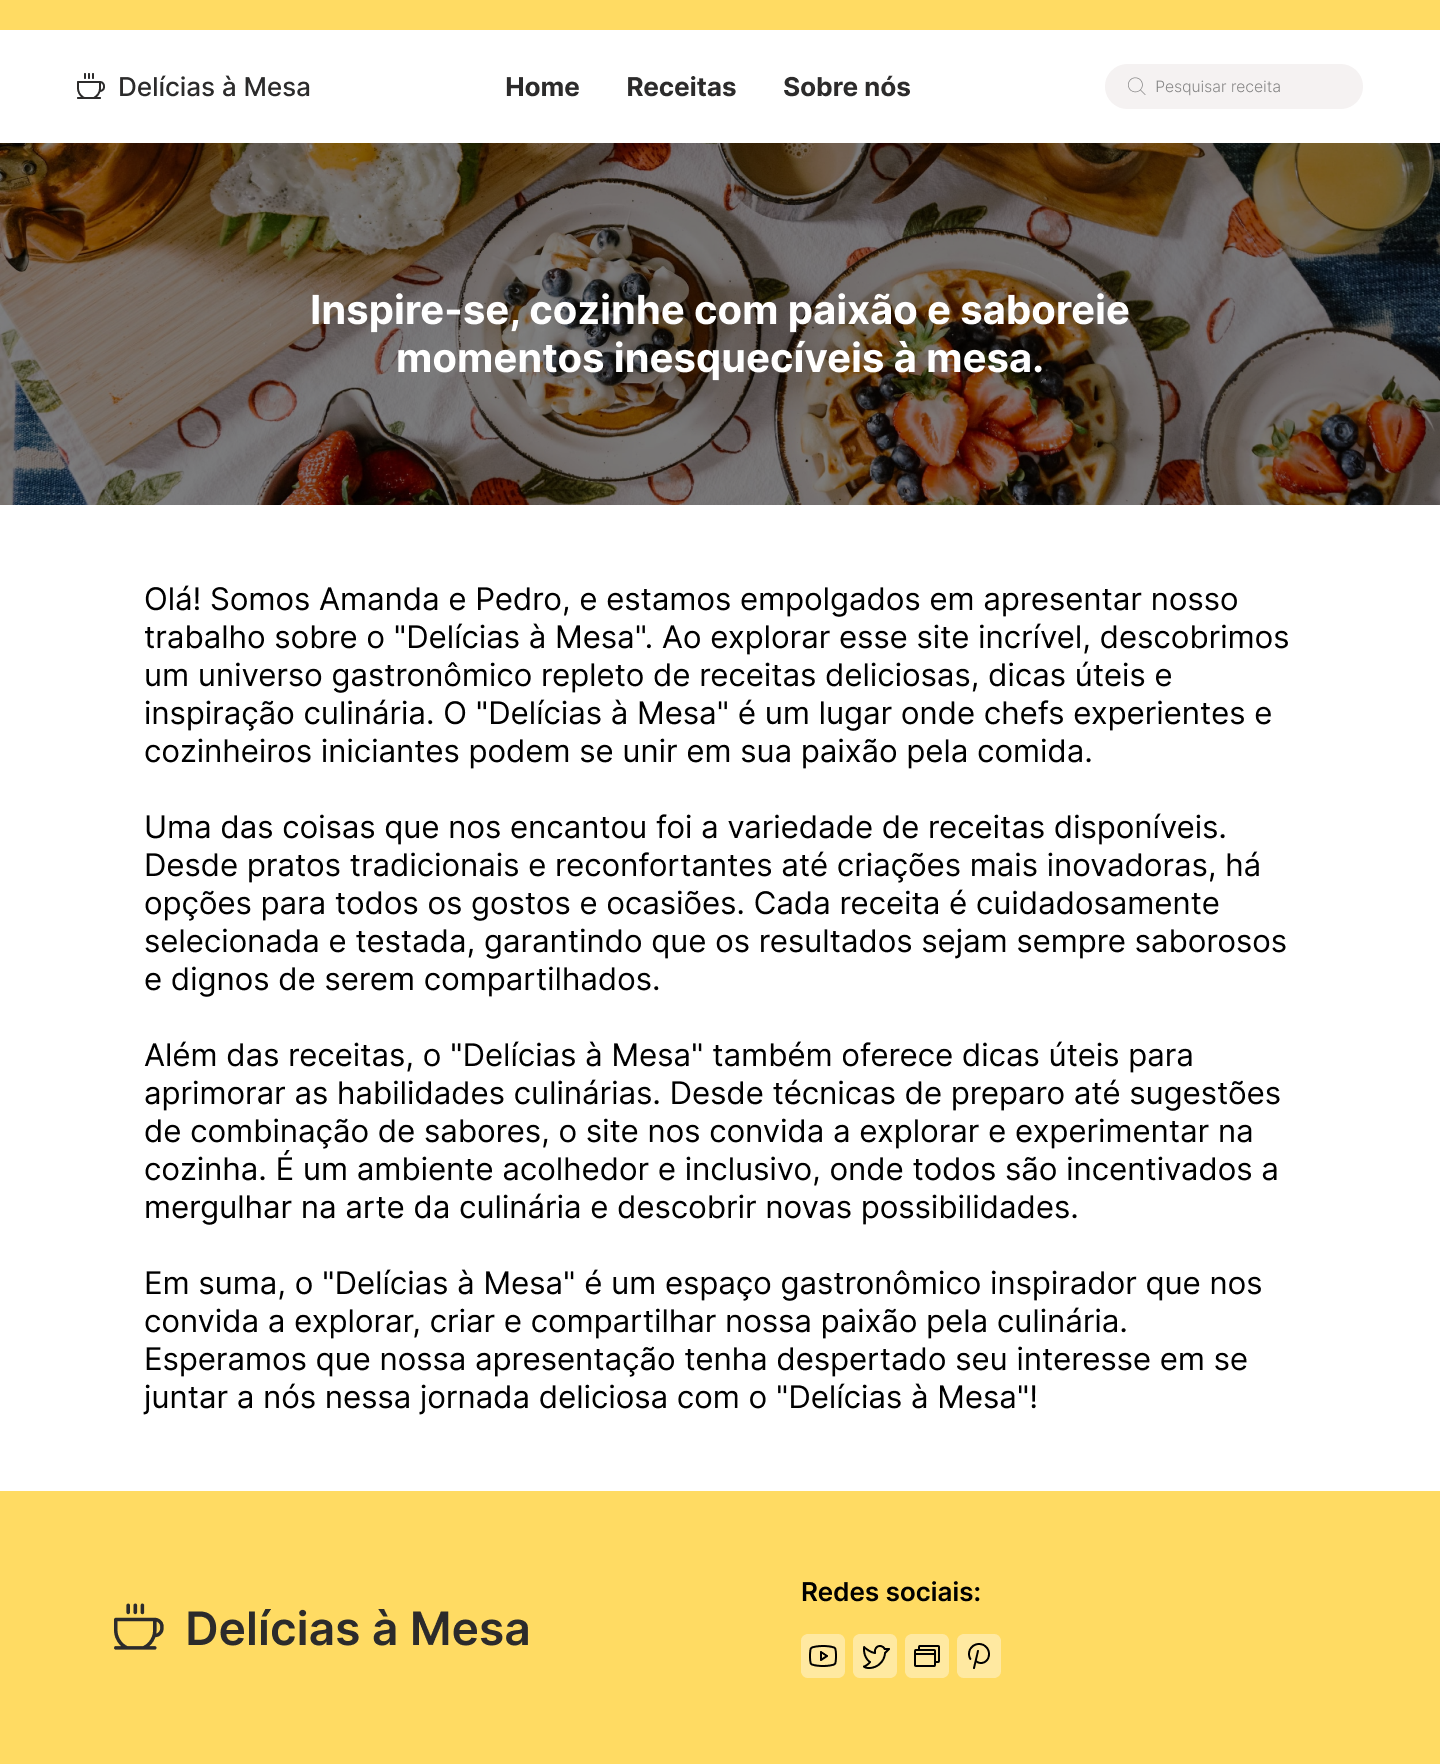 Delícias à Mesa
Home
Receitas
Sobre nós
Pesquisar receita
Inspire-se, cozinhe com paixão e saboreie
momentos inesquecíveis à mesa.
Olá! Somos Amanda e Pedro, e estamos empolgados em apresentar nosso
trabalho sobre o "Delícias à Mesa". Ao explorar esse site incrível, descobrimos
um universo gastronômico repleto de receitas deliciosas, dicas úteis e
inspiração culinária. O "Delícias à Mesa" é um lugar onde chefs experientes e
cozinheiros iniciantes podem se unir em sua paixão pela comida.
Uma das coisas que nos encantou foi a variedade de receitas disponíveis.
Desde pratos tradicionais e reconfortantes até criações mais inovadoras, há
opções para todos os gostos e ocasiões. Cada receita é cuidadosamente
selecionada e testada, garantindo que os resultados sejam sempre saborosos
e dignos de serem compartilhados.
Além das receitas, o "Delícias à Mesa" também oferece dicas úteis para
aprimorar as habilidades culinárias. Desde técnicas de preparo até sugestões
de combinação de sabores, o site nos convida a explorar e experimentar na
cozinha. É um ambiente acolhedor e inclusivo, onde todos são incentivados a
mergulhar na arte da culinária e descobrir novas possibilidades.
Em suma, o "Delícias à Mesa" é um espaço gastronômico inspirador que nos
convida a explorar, criar e compartilhar nossa paixão pela culinária.
Esperamos que nossa apresentação tenha despertado seu interesse em se
juntar a nós nessa jornada deliciosa com o "Delícias à Mesa"!
Delícias à Mesa
Redes sociais: